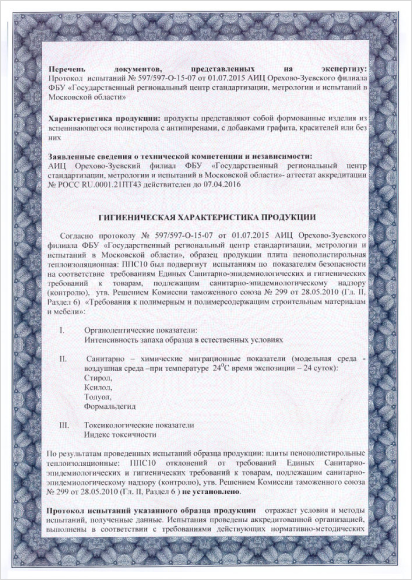 Перечень документов, представленных на экспертизу:
Протокол испытаний № 597/597-О-15-07 от 01.07.2015 АИЦ Орехово-Зуевского филиала
ФБУ «Государственный региональный центр стандартизации, метрологии и испытаний в
Московской области»
Характеристика продукции: продукты представляют собой формованные изделия из
вспенивающегося полистирола с антипиренами, с добавками графита, красителей или без
них
Заявленные сведения о технической компетенции и независимости:
АИЦ Орехово-Зуевский филиал ФБУ «Государственный региональный центр
стандартизации, метрологии и испытаний в Московской области»- аттестат аккредитации
№ РОСС RU.0001.21ПТ43 действителен до 07.04.2016
ГИГИЕНИЧЕСКАЯ ХАРАКТЕРИСТИКА ПРОДУКЦИИ
Согласно протоколу № 597/597-О-15-07 от 01.07.2015 АИЦ Орехово-Зуевского
филиала ФБУ «Государственный региональный центр стандартизации, метрологии и
испытаний в Московской области», образец продукции плита пенополистирольная
теплоизоляционная: ППС10 был подвергнут испытаниям по показателям безопасности
на соответствие требованиям Единых Санитарно-эпидемиологических и гигиенических
требований к товарам, подлежащим санитарно-эпидемиологическому надзору
(контролю), утв. Решением Комиссии таможенного союза № 299 от 28.05.2010 (Гл. II,
Раздел 6) «Требования к полимерным и полимерсодержащим строительным материалам
и мебели»:
I. Органолептические показатели:
Интенсивность запаха образца в естественных условиях
II. Санитарно – химические миграционные показатели (модельная среда -
воздушная среда –при температуре 24⁰С время экспозиции – 24 суток):
Стирол,
Ксилол,
Толуол,
Формальдегид
III. Токсикологические показатели
Индекс токсичности
По результатам проведенных испытаний образца продукции: плиты пенополистирольные
теплоизоляционные: ППС10 отклонений от требований Единых Санитарно-
эпидемиологических и гигиенических требований к товарам, подлежащим санитарно-
эпидемиологическому надзору (контролю), утв. Решением Комиссии таможенного союза
№ 299 от 28.05.2010 (Гл. II, Раздел 6 ) не установлено.
Протокол испытаний указанного образца продукции отражает условия и методы
испытаний, полученные данные. Испытания проведены аккредитованной организацией,
выполнены в соответствии с требованиями действующих нормативно-методических